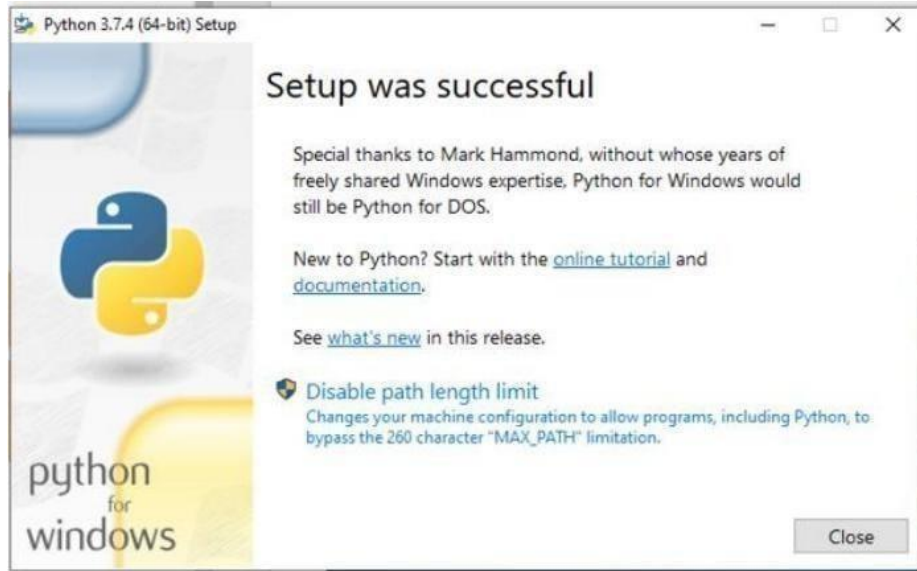 Python 3.7.4 (64-bit) Setup
Setup was successful
Special thanks to Mark Hammond, without whose years of
freely shared Windows expertise, Python for Windows would
still be Python for DOS.
New to Python? Start with the online tutorial and
documentation.
See what's new in this release.
Disable path length limit
Changes your machine configuration to allow programs, including Python, to
bypass the 260 character "MAX_PATH" limitation.
python
for
windows
Close